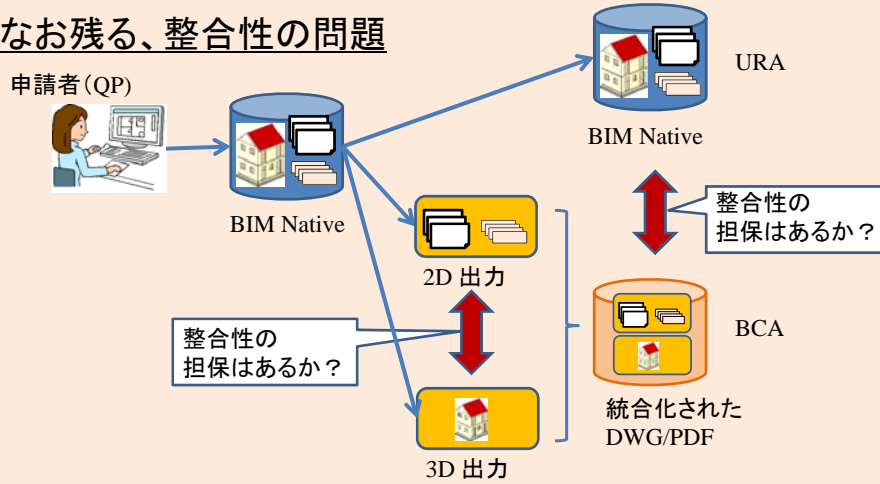 なお残る、整合性の問題
申請者(QP)
BIM Native
URA
BIM Native
整合性の
担保はあるか？
2D 出力
整合性の
担保はあるか？
BCA
統合化された
DWG/PDF
3D 出力